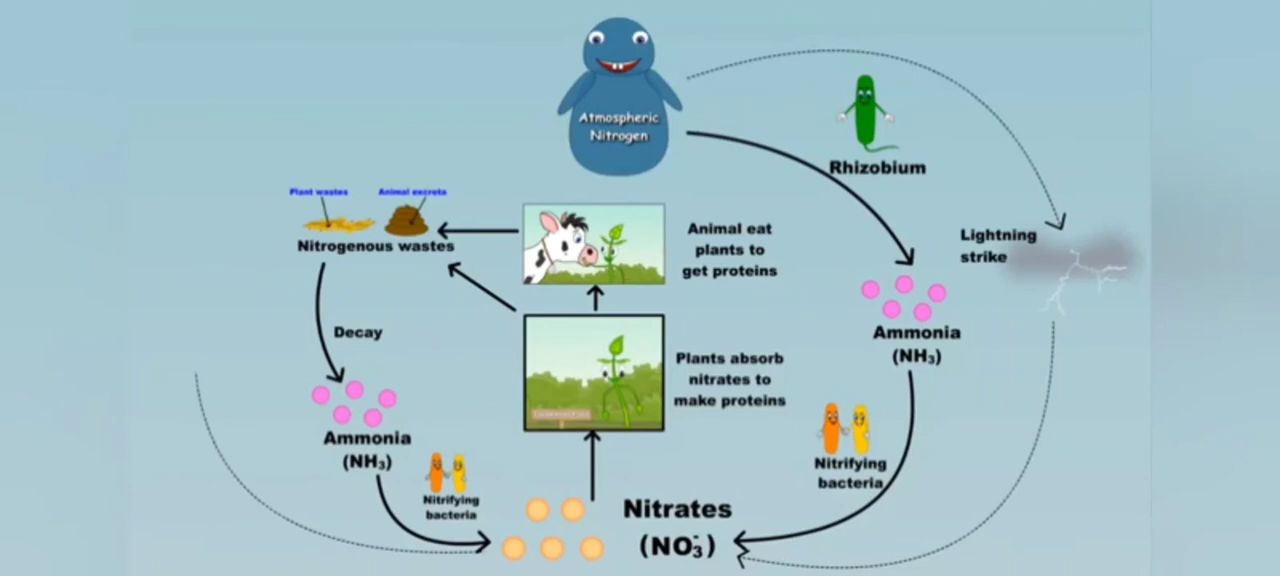 Atmospheric
Nitrogen
Rhizobium
Plant wastes
Animal excreta
Nitrogenous wastes
Animal eat
plants to
get proteins
Lightning
strike
Ammonia
(NH₃)
Decay
Plants absorb
nitrates to
make proteins
Ammonia
(NH₃)
Nitrifying
bacteria
Nitrifying
bacteria
Nitrates
(NO₃⁻)